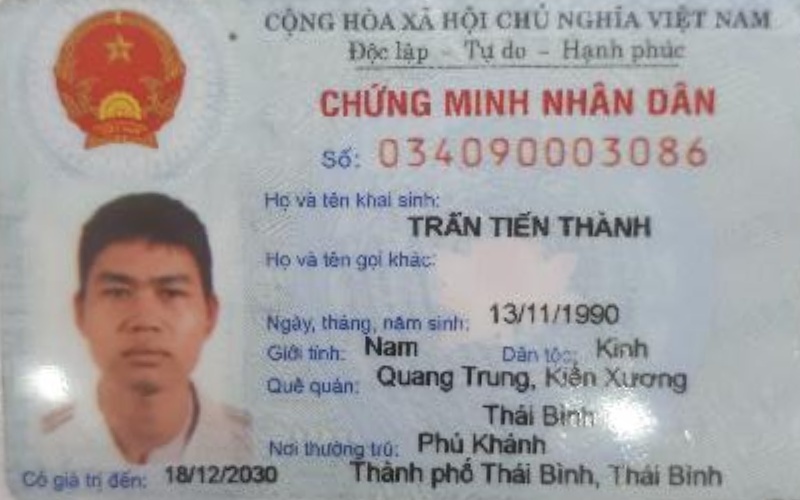 CỘNG HÒA XÃ HỘI CHỦ NGHĨA VIỆT NAM
Độc lập - Tự do - Hạnh phúc
CHỨNG MINH NHÂN DÂN
Số: 034090003086
Họ và tên khai sinh:
TRẦN TIẾN THÀNH
Họ và tên gọi khác:
Ngày, tháng, năm sinh: 13/11/1990
Giới tính: Nam Dân tộc: Kinh
Quê quán: Quang Trung, Kiến Xương
Thái Bình
Nơi thường trú: Phú Khánh
Thành phố Thái Bình, Thái Bình
Có giá trị đến: 18/12/2030